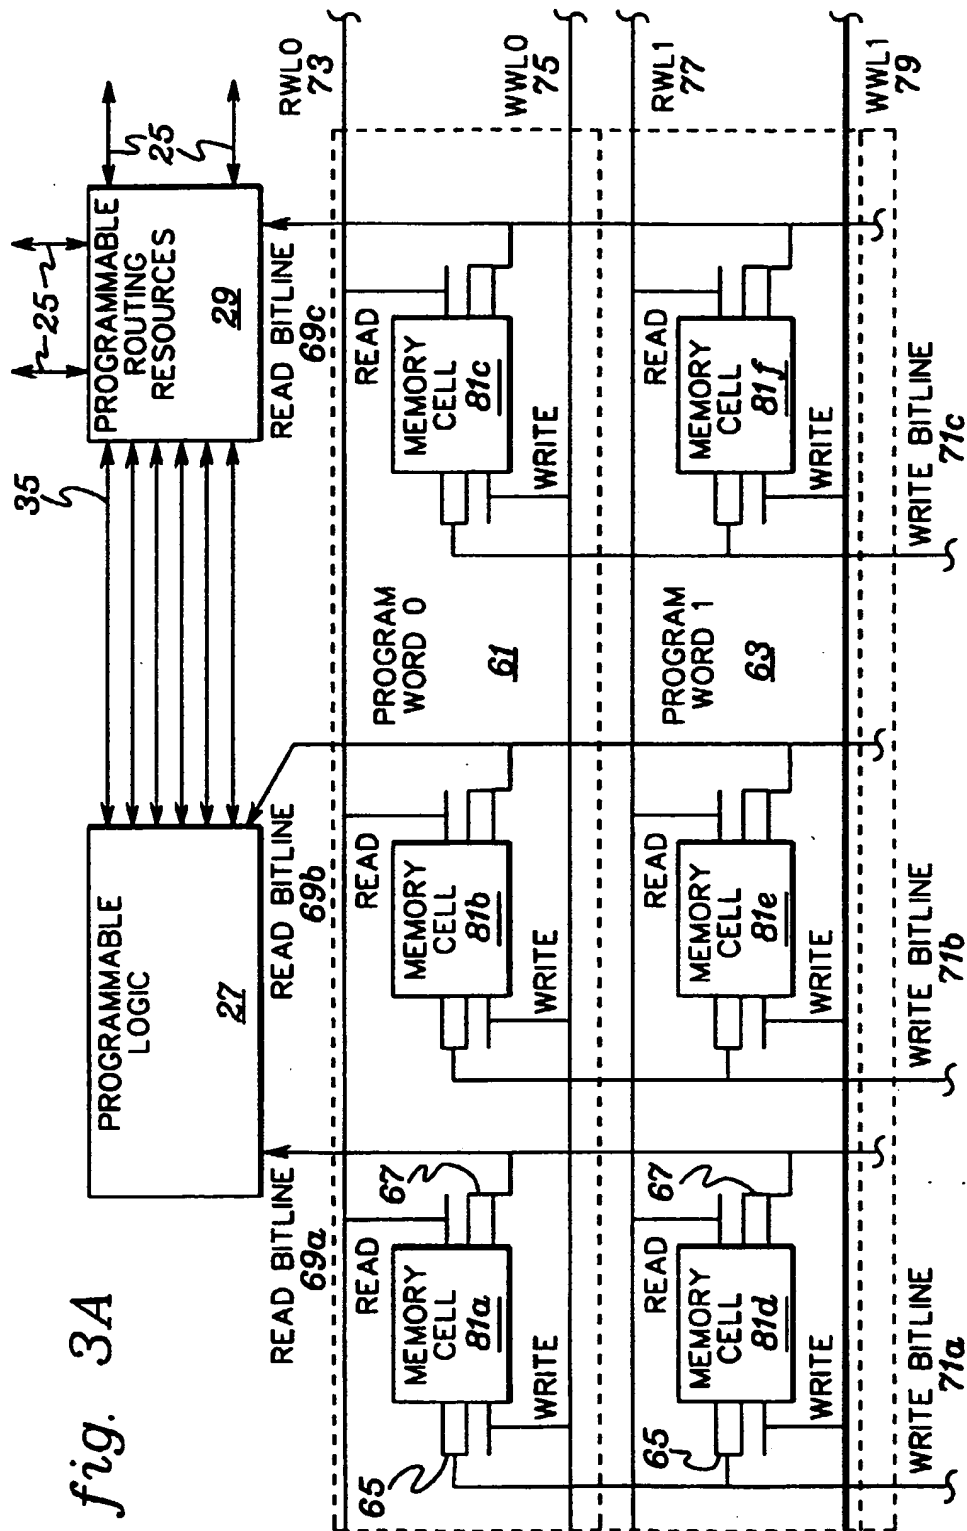 fig. 3A
PROGRAMMABLE
LOGIC
27
35
25
PROGRAMMABLE
ROUTING
RESOURCES
29
25
READ BITLINE
69a
READ BITLINE
69b
READ BITLINE
69c
RWL0
73
READ
67
READ
READ
MEMORY
CELL
81a
MEMORY
CELL
81b
PROGRAM
WORD 0
61
MEMORY
CELL
81c
65
WRITE
WRITE
WRITE
WWL0
75
RWL1
77
READ
67
READ
READ
MEMORY
CELL
81d
MEMORY
CELL
81e
PROGRAM
WORD 1
63
MEMORY
CELL
81f
65
WRITE
WRITE
WRITE
WWL1
79
WRITE BITLINE
71a
WRITE BITLINE
71b
WRITE BITLINE
71c